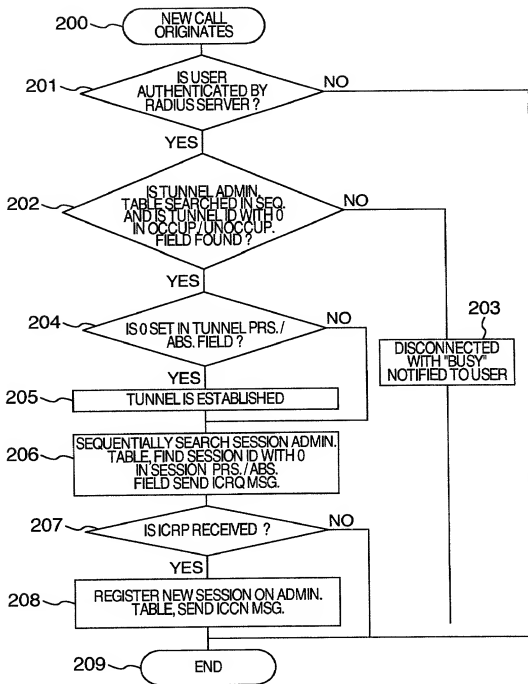 200
NEW CALL
ORIGINATES
201
IS USER
AUTHENTICATED BY
RADIUS SERVER ?
NO
YES
202
IS TUNNEL ADMIN.
TABLE SEARCHED IN SEQ.
AND IS TUNNEL ID WITH 0
IN OCCUP/UNOCCUP.
FIELD FOUND ?
NO
YES
204
IS 0 SET IN TUNNEL PRS./
ABS. FIELD ?
NO
203
DISCONNECTED
WITH "BUSY"
NOTIFIED TO USER
YES
205
TUNNEL IS ESTABLISHED
206
SEQUENTIALLY SEARCH SESSION ADMIN.
TABLE, FIND SESSION ID WITH 0
IN SESSION PRS./ABS.
FIELD SEND ICRQ MSG.
207
IS ICRP RECEIVED ?
NO
YES
208
REGISTER NEW SESSION ON ADMIN.
TABLE, SEND ICCN MSG.
209
END